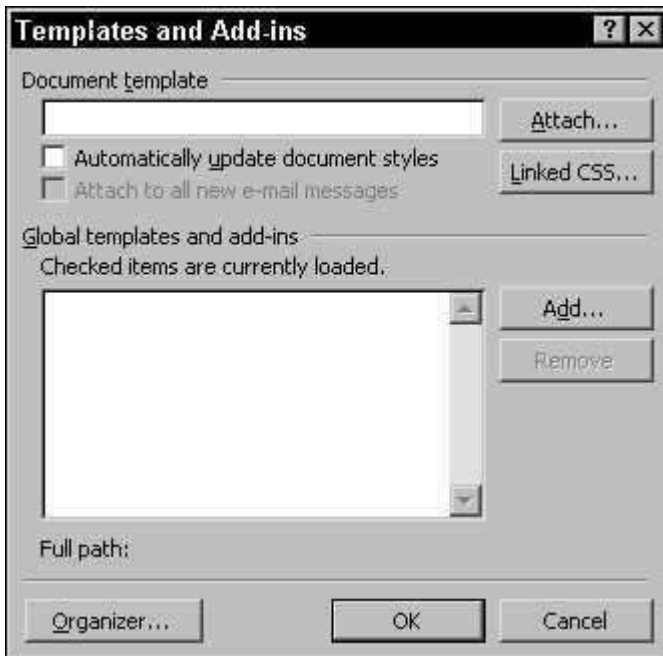 Templates and Add-ins
Document template
Attach...
Automatically update document styles
Linked CSS...
Attach to all new e-mail messages
Global templates and add-ins
Checked items are currently loaded.
Add...
Remove
Full path:
Organizer...
OK
Cancel